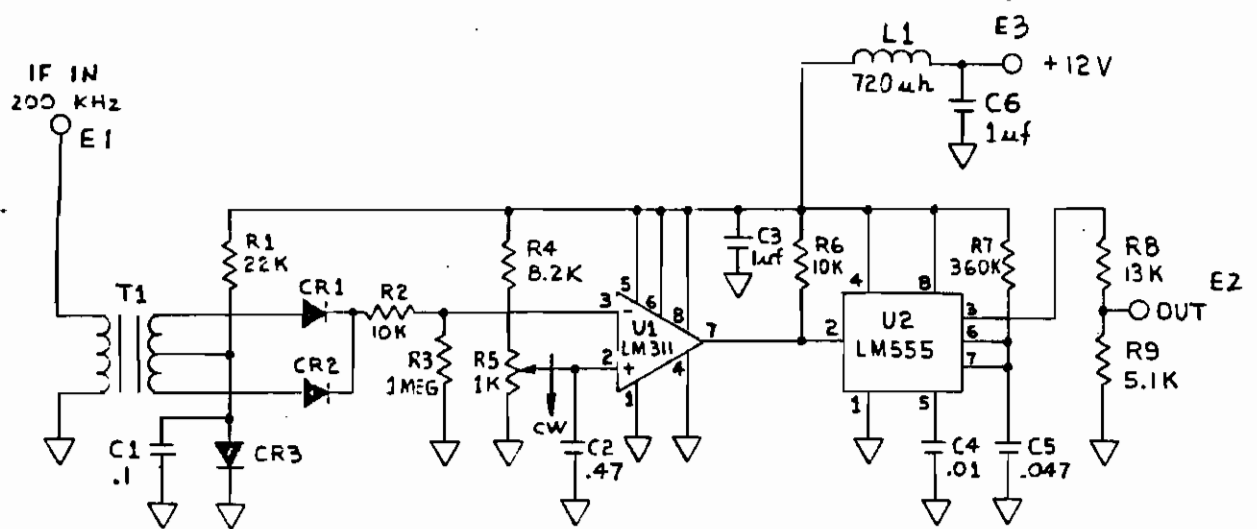 IF IN
200 KHz
E1
L1
720 uh
E3
+12V
C6
1uf
R1
22K
R4
8.2K
C3
1uf
R6
10K
R7
360K
R8
13K
E2
OUT
R9
5.1K
T1
CR1
R2
10K
CR2
R3
1MEG
R5
1K
CW
C2
.47
3
-
2
+
5
6
8
7
1
4
U1
LM311
4
8
2
U2
LM555
3
6
7
1
5
C1
.1
CR3
C4
.01
C5
.047